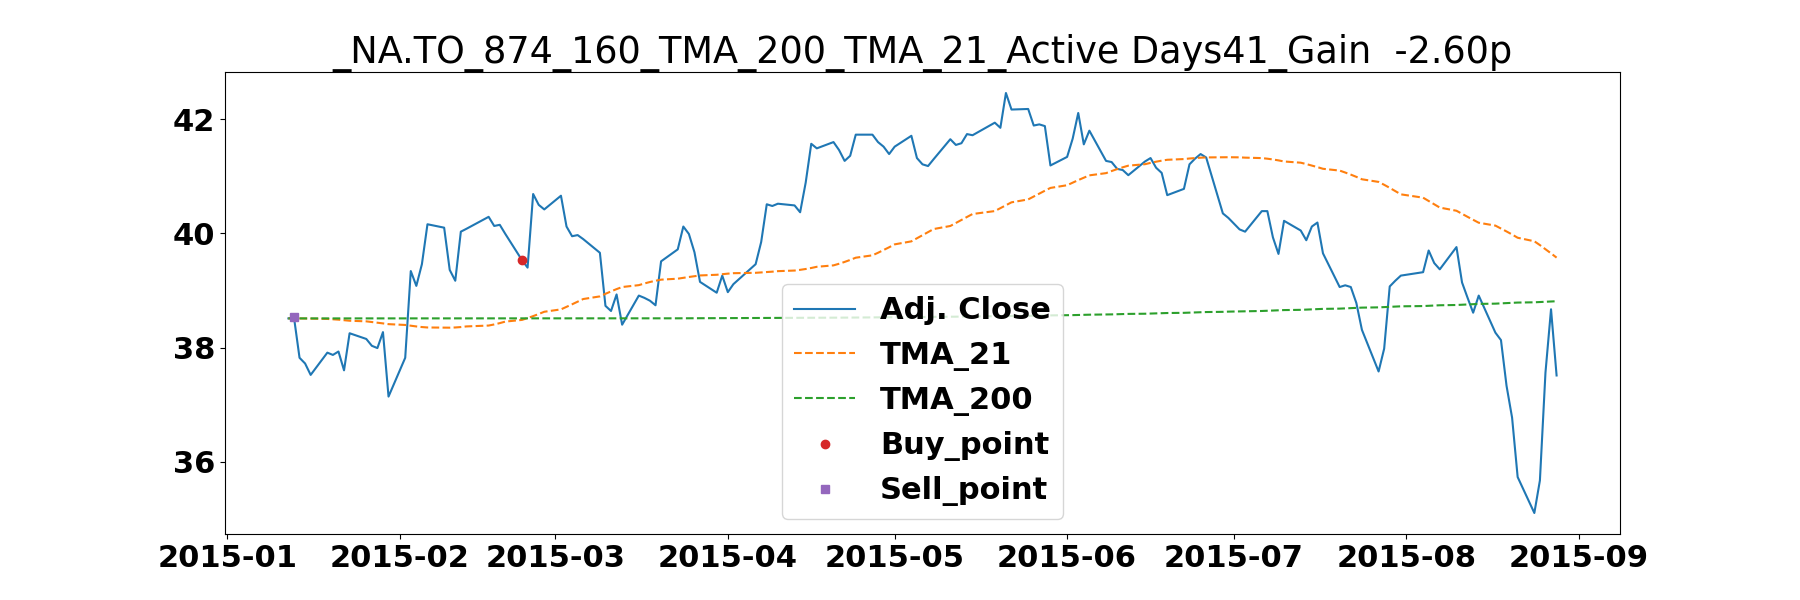 _NA.TO_874_160_TMA_200_TMA_21_Active Days41_Gain  -2.60p
42
40
38
36
Adj. Close
TMA_21
TMA_200
Buy_point
Sell_point
2015-01 2015-02 2015-03 2015-04 2015-05 2015-06 2015-07 2015-08 2015-09